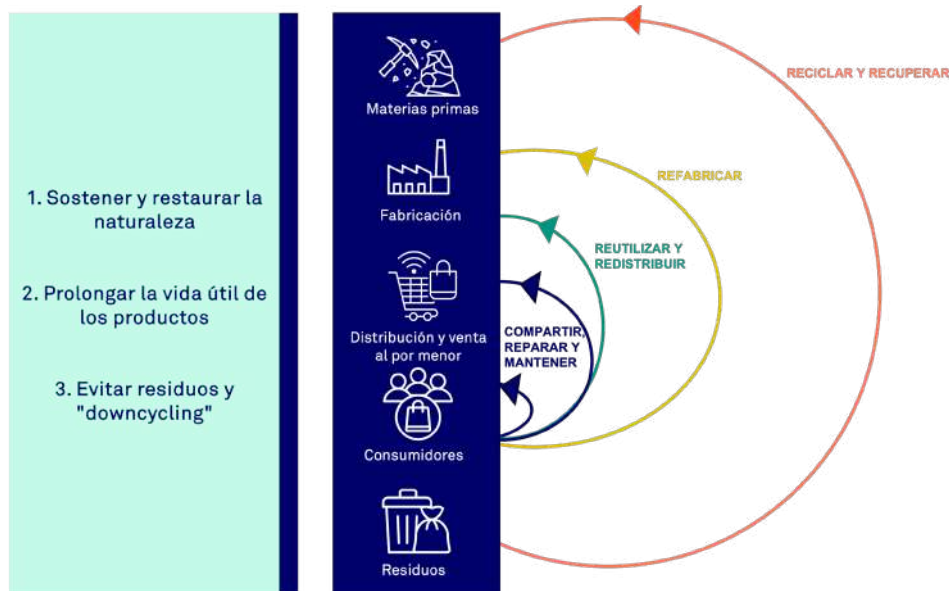 1. Sostener y restaurar la
naturaleza
2. Prolongar la vida útil de
los productos
3. Evitar residuos y
"downcycling"
Materias primas
Fabricación
Distribución y venta
al por menor
Consumidores
Residuos
RECICLAR Y RECUPERAR
REFABRICAR
REUTILIZAR Y
REDISTRIBUIR
COMPARTIR,
REPARAR Y
MANTENER